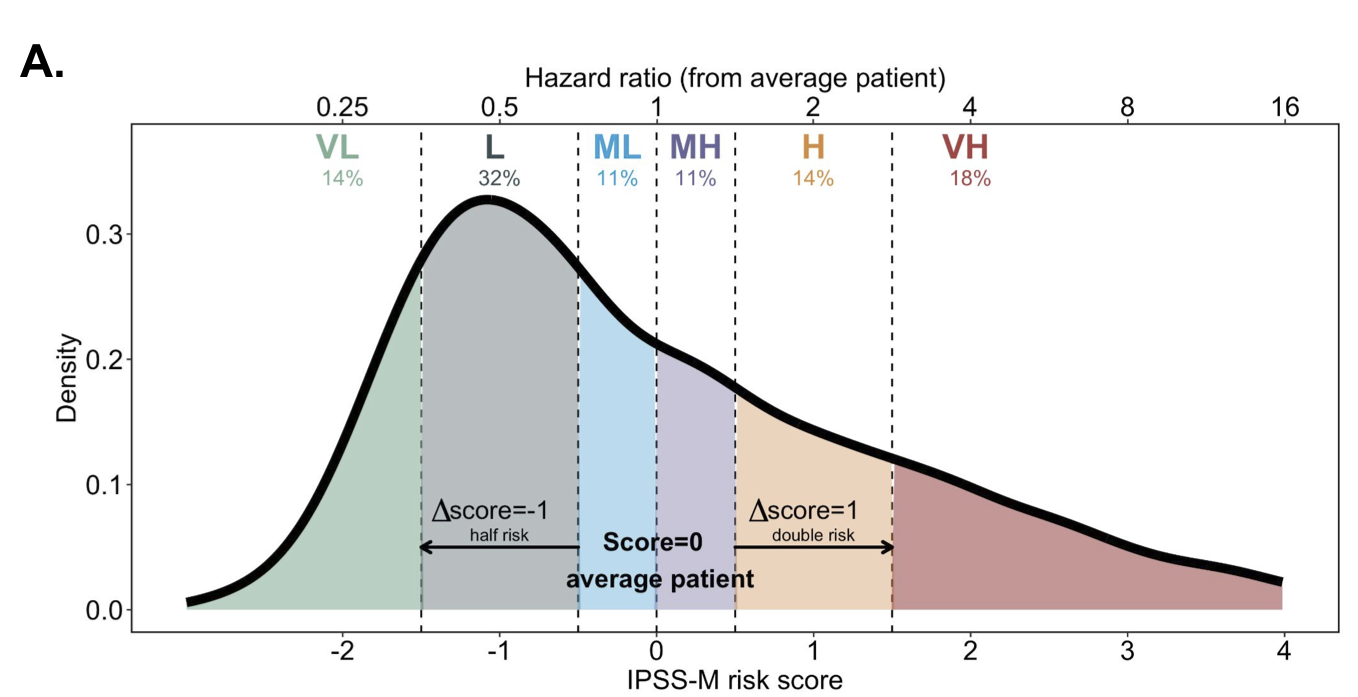 A.
Hazard ratio (from average patient)
0.25 0.5 1 2 4 8 16
VL L ML MH H VH
14% 32% 11% 11% 14% 18%
0.3
0.2
0.1
0.0
Density
Δscore=-1
half risk
Score=0
average patient
Δscore=1
double risk
-2 -1 0 1 2 3 4
IPSS-M risk score